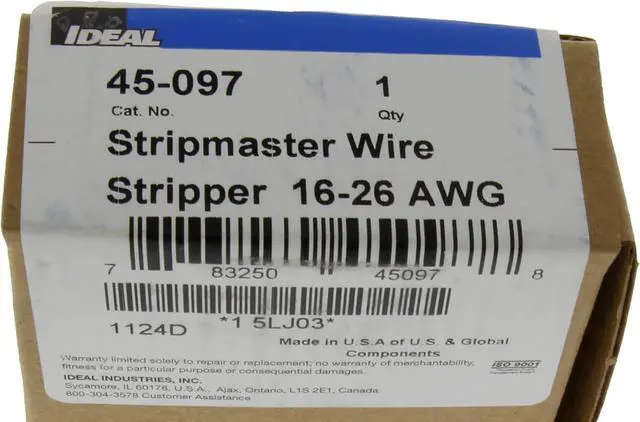 IDEAL
45-097 1
Cat. No. Qty
Stripmaster Wire
Stripper 16-26 AWG
7 83250 45097 8
*1 5LJ03*
1124D
Made in U.S.A of U.S. & Global
Components
Warranty limited solely to repair or replacement; no warranty of merchantability,
fitness for a particular purpose or consequential damages.
IDEAL INDUSTRIES, INC.
Sycamore, IL 60178, U.S.A., Ajax, Ontario, L1S 2E1, Canada
800-304-3578 Customer Assistance
ISO 9001